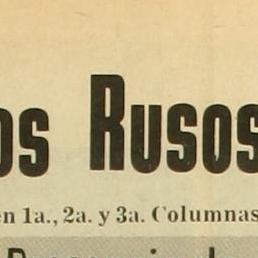 os Rusos
en 1a., 2a. y 3a. Columnas